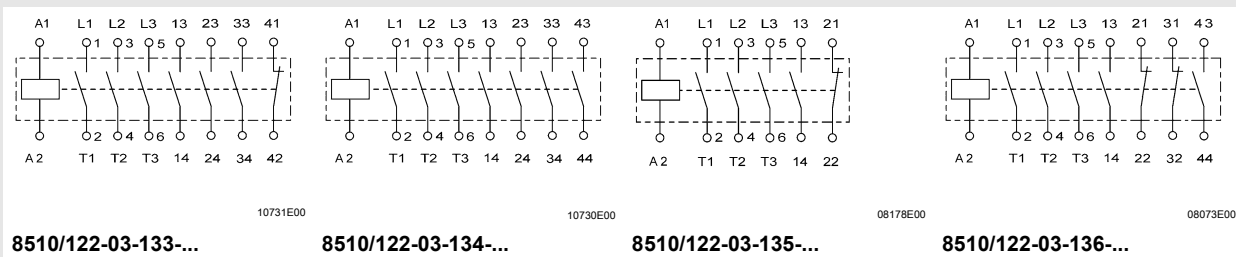 A1 L1 L2 L3 13 23 33 41
1 3 5
2 4 6
A2 T1 T2 T3 14 24 34 42
10731E00
8510/122-03-133-...
A1 L1 L2 L3 13 23 33 43
1 3 5
2 4 6
A2 T1 T2 T3 14 24 34 44
10730E00
8510/122-03-134-...
A1 L1 L2 L3 13 21
1 3 5
2 4 6
A2 T1 T2 T3 14 22
08178E00
8510/122-03-135-...
A1 L1 L2 L3 13 21 31 43
1 3 5
2 4 6
A2 T1 T2 T3 14 22 32 44
08073E00
8510/122-03-136-...